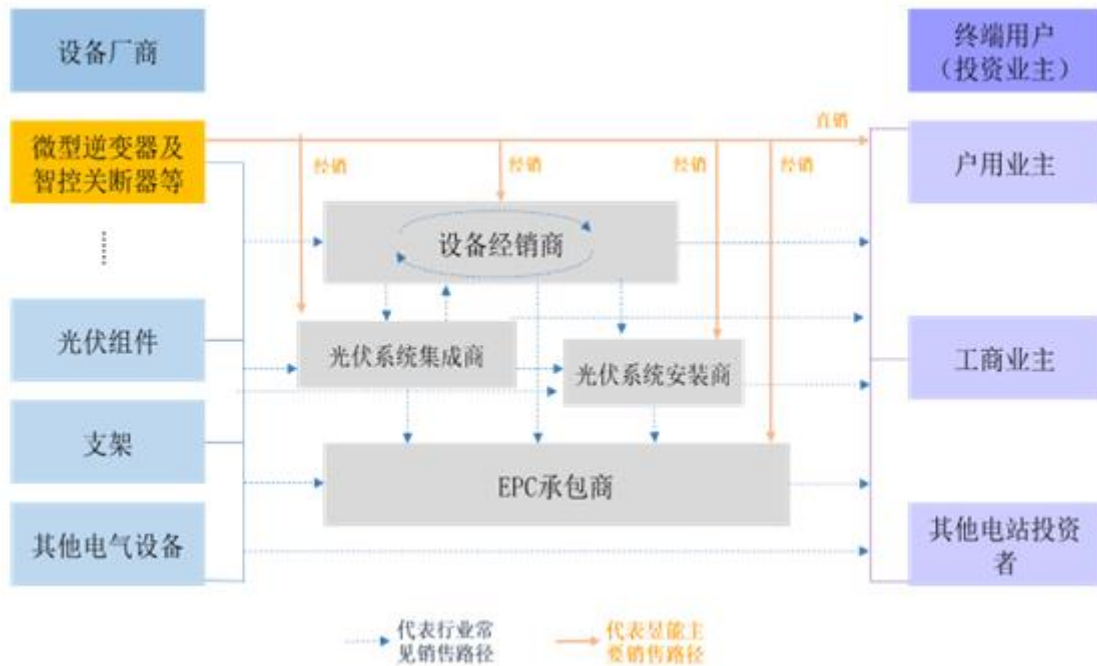 设备厂商
终端用户
（投资业主）
微型逆变器及
智控关断器等
直销
经销
经销
经销
经销
户用业主
设备经销商
光伏组件
光伏系统集成商
光伏系统安装商
工商业主
支架
EPC承包商
其他电气设备
其他电站投资
者
代表行业常
见销售路径
代表昱能主
要销售路径